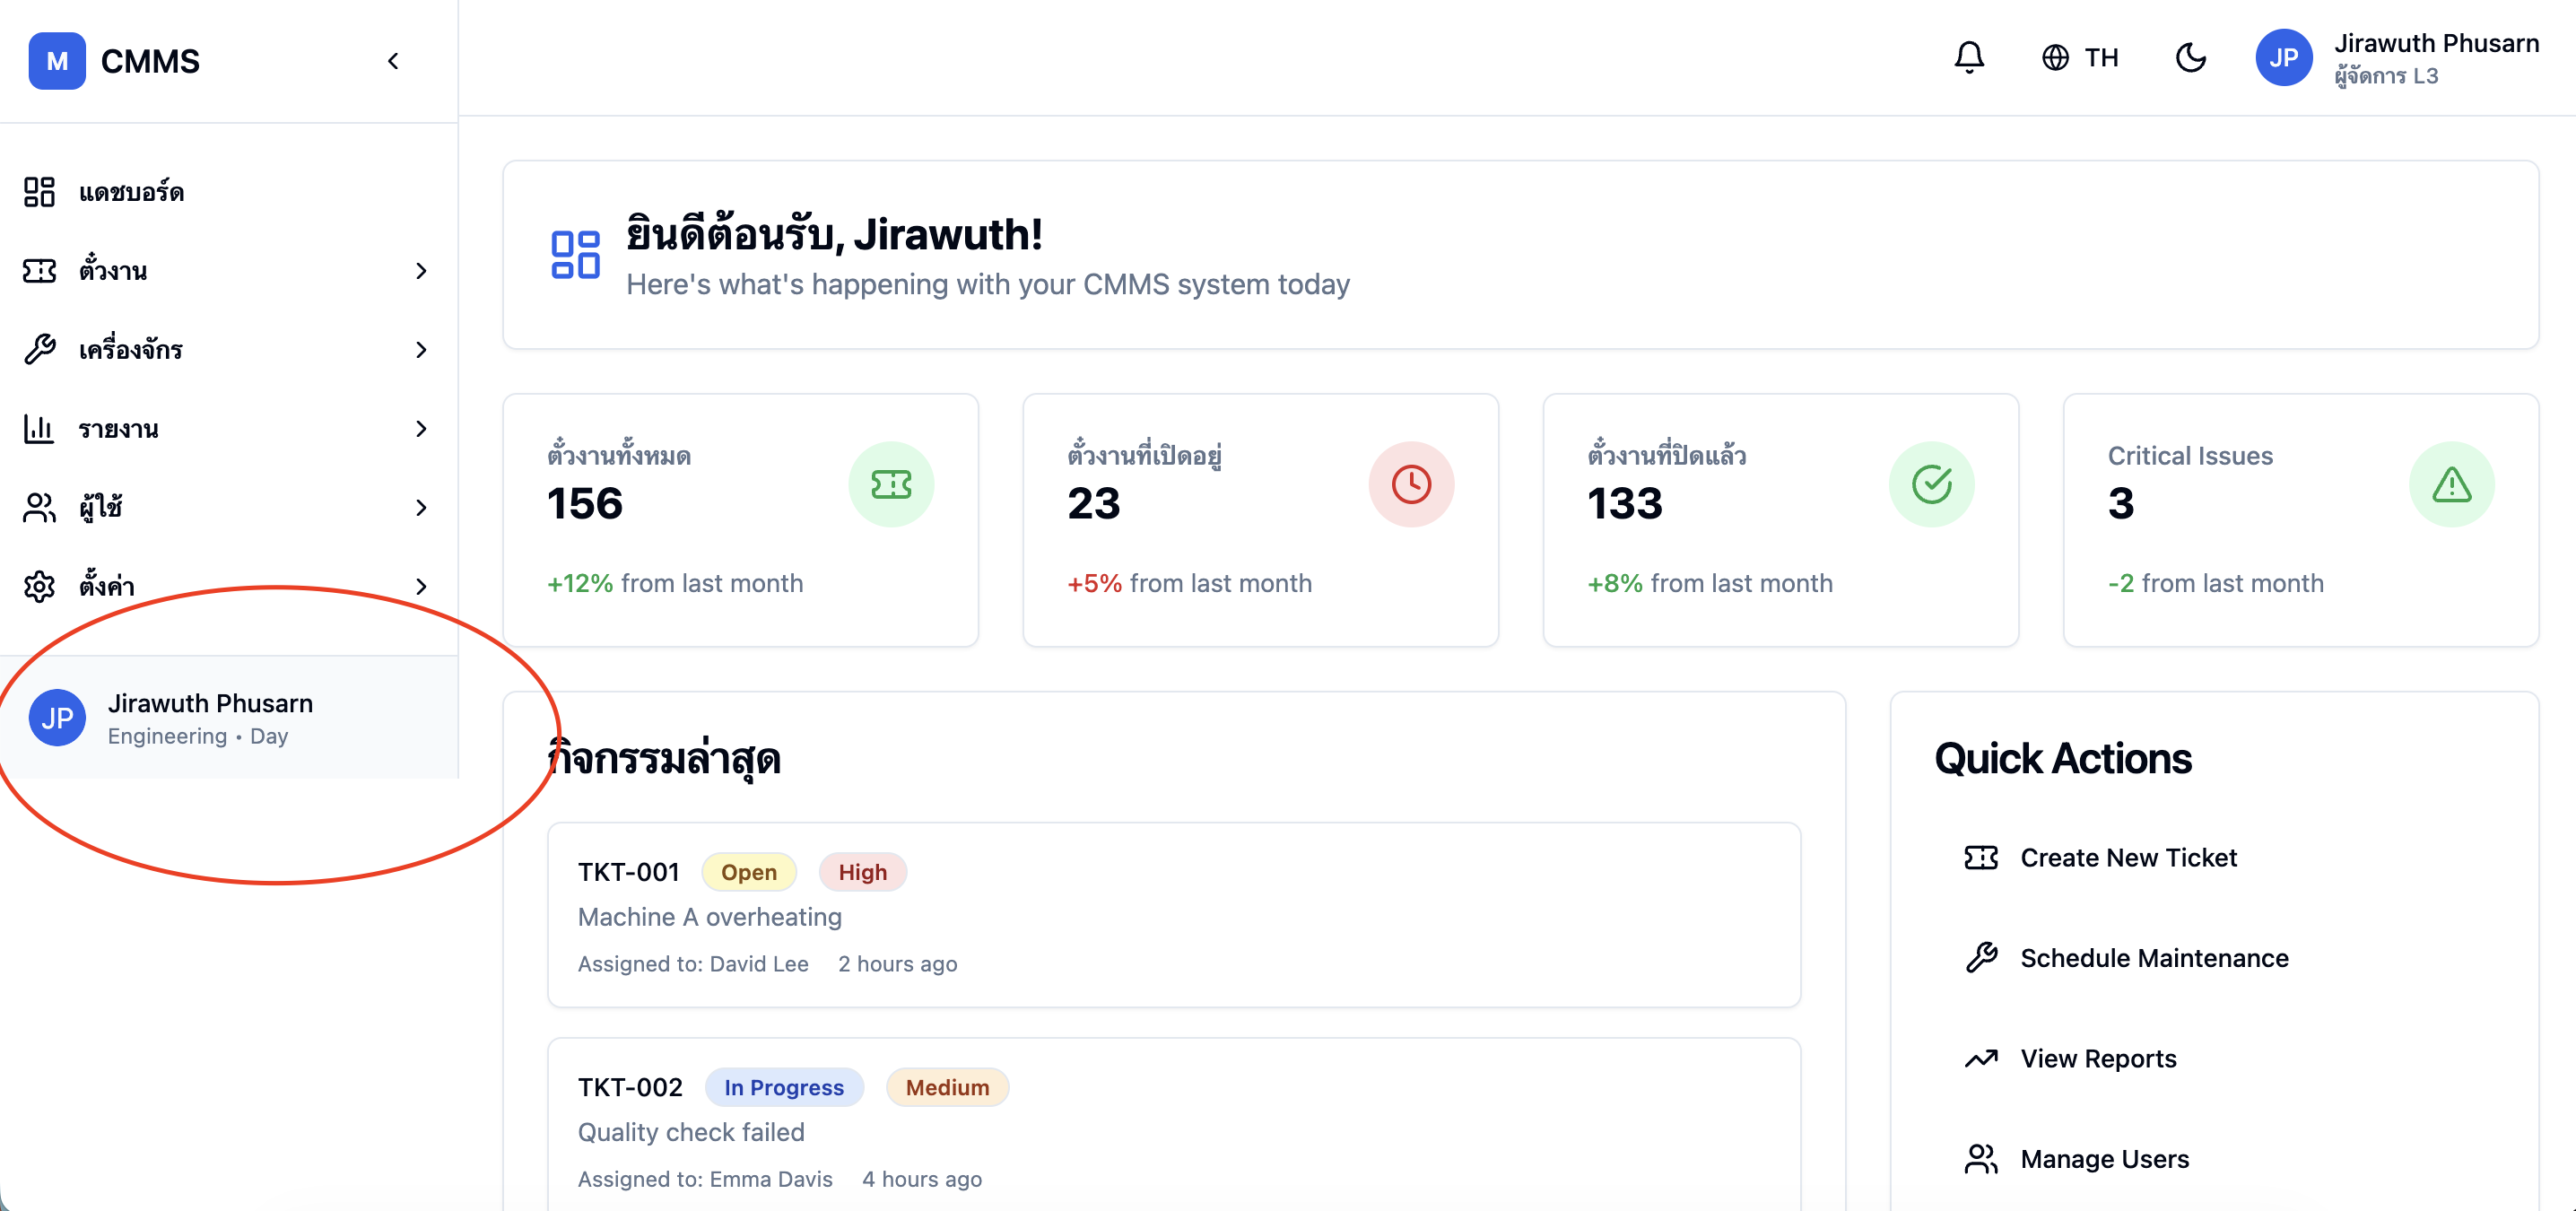 M CMMS
TH
JP Jirawuth Phusarn
ผู้จัดการ L3
แดชบอร์ด
ตั๋วงาน
เครื่องจักร
รายงาน
ผู้ใช้
ตั้งค่า
JP Jirawuth Phusarn
Engineering • Day
ยินดีต้อนรับ, Jirawuth!
Here's what's happening with your CMMS system today
ตั๋วงานทั้งหมด
156
+12% from last month
ตั๋วงานที่เปิดอยู่
23
+5% from last month
ตั๋วงานที่ปิดแล้ว
133
+8% from last month
Critical Issues
3
-2 from last month
กิจกรรมล่าสุด
TKT-001 Open High
Machine A overheating
Assigned to: David Lee 2 hours ago
TKT-002 In Progress Medium
Quality check failed
Assigned to: Emma Davis 4 hours ago
Quick Actions
Create New Ticket
Schedule Maintenance
View Reports
Manage Users